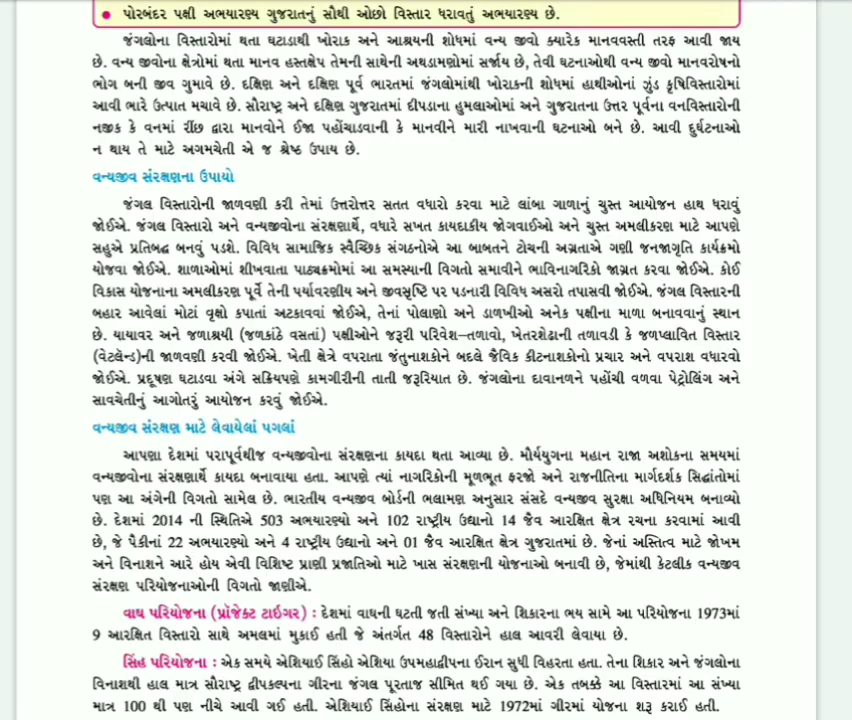 ● પોરબંદર પક્ષી અભયારણ્ય ગુજરાતનું સૌથી ઓછો વિસ્તાર ધરાવતું અભયારણ્ય છે.
જંગલોના વિસ્તારોમાં થતા ઘટાડાથી ખોરાક અને આશ્રયની શોધમાં વન્ય જીવો ક્યારેક માનવવસ્તી તરફ આવી જાય
છે. વન્ય જીવોના ક્ષેત્રોમાં થતા માનવ હસ્તક્ષેપ તેમની સાથેની અથડામણોમાં સર્જાય છે, તેવી ઘટનાઓથી વન્ય જીવો માનવરોષનો
ભોગ બની જીવ ગુમાવે છે. દક્ષિણ અને દક્ષિણ પૂર્વ ભારતમાં જંગલોમાંથી ખોરાકની શોધમાં હાથીઓનાં ઝુંડ કૃષિવિસ્તારોમાં
આવી ભારે ઉત્પાત મચાવે છે. સૌરાષ્ટ્ર અને દક્ષિણ ગુજરાતમાં દીપડાના હુમલાઓમાં અને ગુજરાતના ઉત્તર પૂર્વના વનવિસ્તારોની
નજીક કે વનમાં રીંછ દ્વારા માનવોને ઈજા પહોંચાડવાની કે માનવીને મારી નાખવાની ઘટનાઓ બને છે. આવી દુર્ઘટનાઓ
ન થાય તે માટે અગમચેતી એ જ શ્રેષ્ઠ ઉપાય છે.
વન્યજીવ સંરક્ષણના ઉપાયો
જંગલ વિસ્તારોની જાળવણી કરી તેમાં ઉત્તરોત્તર સતત વધારો કરવા માટે લાંબા ગાળાનું ચુસ્ત આયોજન હાથ ધરાવું
જોઈએ. જંગલ વિસ્તારો અને વન્યજીવોના સંરક્ષણાર્થે, વધારે સખત કાયદાકીય જોગવાઈઓ અને ચુસ્ત અમલીકરણ માટે આપણે
સહુએ પ્રતિબદ્ધ બનવું પડશે. વિવિધ સામાજિક સ્વૈચ્છિક સંગઠનોએ આ બાબતને ટોચની અગ્રતાએ ગણી જનજાગૃતિ કાર્યક્રમો
યોજવા જોઈએ. શાળાઓમાં શીખવાતા પાઠ્યક્રમોમાં આ સમસ્યાની વિગતો સમાવીને ભાવિનાગરિકો જાગ્રત કરવા જોઈએ. કોઈ
વિકાસ યોજનાના અમલીકરણ પૂર્વે તેની પર્યાવરણીય અને જીવસૃષ્ટિ પર પડનારી વિવિધ અસરો તપાસવી જોઈએ. જંગલ વિસ્તારની
બહાર આવેલાં મોટાં વૃક્ષો કપાતાં અટકાવવાં જોઈએ, તેનાં પોલાણો અને ડાળખીઓ અનેક પક્ષીના માળા બનાવવાનું સ્થાન
છે. યાયાવર અને જળાશ્રયી (જળકાંઠે વસતાં) પક્ષીઓને જરૂરી પરિવેશ-તળાવો, ખેતરશેઢાની તળાવડી કે જળપ્લાવિત વિસ્તાર
(વેટલૅન્ડ)ની જાળવણી કરવી જોઈએ. ખેતી ક્ષેત્રે વપરાતા જંતુનાશકોને બદલે જૈવિક કીટનાશકોનો પ્રચાર અને વપરાશ વધારવો
જોઈએ. પ્રદૂષણ ઘટાડવા અંગે સક્રિયપણે કામગીરીની તાતી જરૂરિયાત છે. જંગલોના દાવાનળને પહોંચી વળવા પેટ્રોલિંગ અને
સાવચેતીનું આગોતરું આયોજન કરવું જોઈએ.
વન્યજીવ સંરક્ષણ માટે લેવાયેલાં પગલાં
આપણા દેશમાં પરાપૂર્વથીજ વન્યજીવોના સંરક્ષણના કાયદા થતા આવ્યા છે. મૌર્યયુગના મહાન રાજા અશોકના સમયમાં
વન્યજીવોના સંરક્ષણાર્થે કાયદા બનાવાયા હતા. આપણે ત્યાં નાગરિકોની મૂળભૂત ફરજો અને રાજનીતિના માર્ગદર્શક સિદ્ધાંતોમાં
પણ આ અંગેની વિગતો સામેલ છે. ભારતીય વન્યજીવ બોર્ડની ભલામણ અનુસાર સંસદે વન્યજીવ સુરક્ષા અધિનિયમ બનાવ્યો
છે. દેશમાં 2014 ની સ્થિતિએ 503 અભયારણ્યો અને 102 રાષ્ટ્રીય ઉદ્યાનો 14 જૈવ આરક્ષિત ક્ષેત્ર રચના કરવામાં આવી
છે, જે પૈકીનાં 22 અભયારણ્યો અને 4 રાષ્ટ્રીય ઉદ્યાનો અને 01 જૈવ આરક્ષિત ક્ષેત્ર ગુજરાતમાં છે. જેનાં અસ્તિત્વ માટે જોખમ
અને વિનાશને આરે હોય એવી વિશિષ્ટ પ્રાણી પ્રજાતિઓ માટે ખાસ સંરક્ષણની યોજનાઓ બનાવી છે, જેમાંથી કેટલીક વન્યજીવ
સંરક્ષણ પરિયોજનાઓની વિગતો જાણીએ.
વાઘ પરિયોજના (પ્રૉજેક્ટ ટાઇગર) : દેશમાં વાઘની ઘટતી જતી સંખ્યા અને શિકારના ભય સામે આ પરિયોજના 1973માં
9 આરક્ષિત વિસ્તારો સાથે અમલમાં મુકાઈ હતી જે અંતર્ગત 48 વિસ્તારોને હાલ આવરી લેવાયા છે.
સિંહ પરિયોજના : એક સમયે એશિયાઈ સિંહો એશિયા ઉપમહાદ્વીપના ઈરાન સુધી વિહરતા હતા. તેના શિકાર અને જંગલોના
વિનાશથી હાલ માત્ર સૌરાષ્ટ્ર દ્વીપકલ્પના ગીરના જંગલ પૂરતાજ સીમિત થઈ ગયા છે. એક તબક્કે આ વિસ્તારમાં આ સંખ્યા
માત્ર 100 થી પણ નીચે આવી ગઈ હતી. એશિયાઈ સિંહોના સંરક્ષણ માટે 1972માં ગીરમાં યોજના શરૂ કરાઈ હતી.